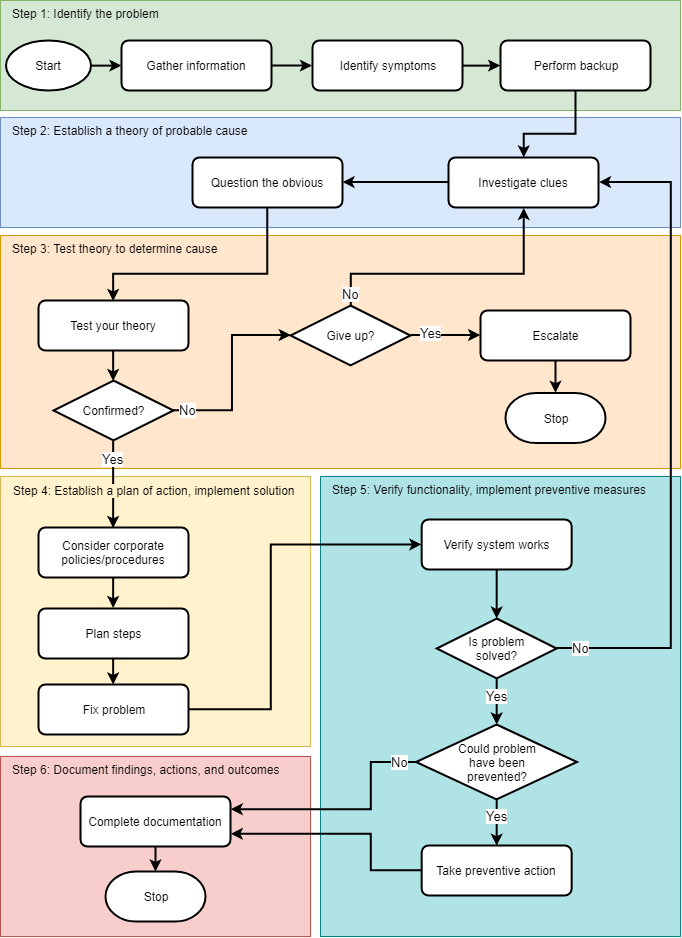 Step 1: Identify the problem
Start
Gather information
Identify symptoms
Perform backup
Step 2: Establish a theory of probable cause
Question the obvious
Investigate clues
Step 3: Test theory to determine cause
No
Test your theory
Give up?
Yes
Escalate
Confirmed?
No
Stop
Yes
Step 4: Establish a plan of action, implement solution
Consider corporate
policies/procedures
Plan steps
Fix problem
Step 5: Verify functionality, implement preventive measures
Verify system works
Is problem
solved?
No
Yes
Could problem
have been
prevented?
No
Yes
Take preventive action
Step 6: Document findings, actions, and outcomes
Complete documentation
Stop